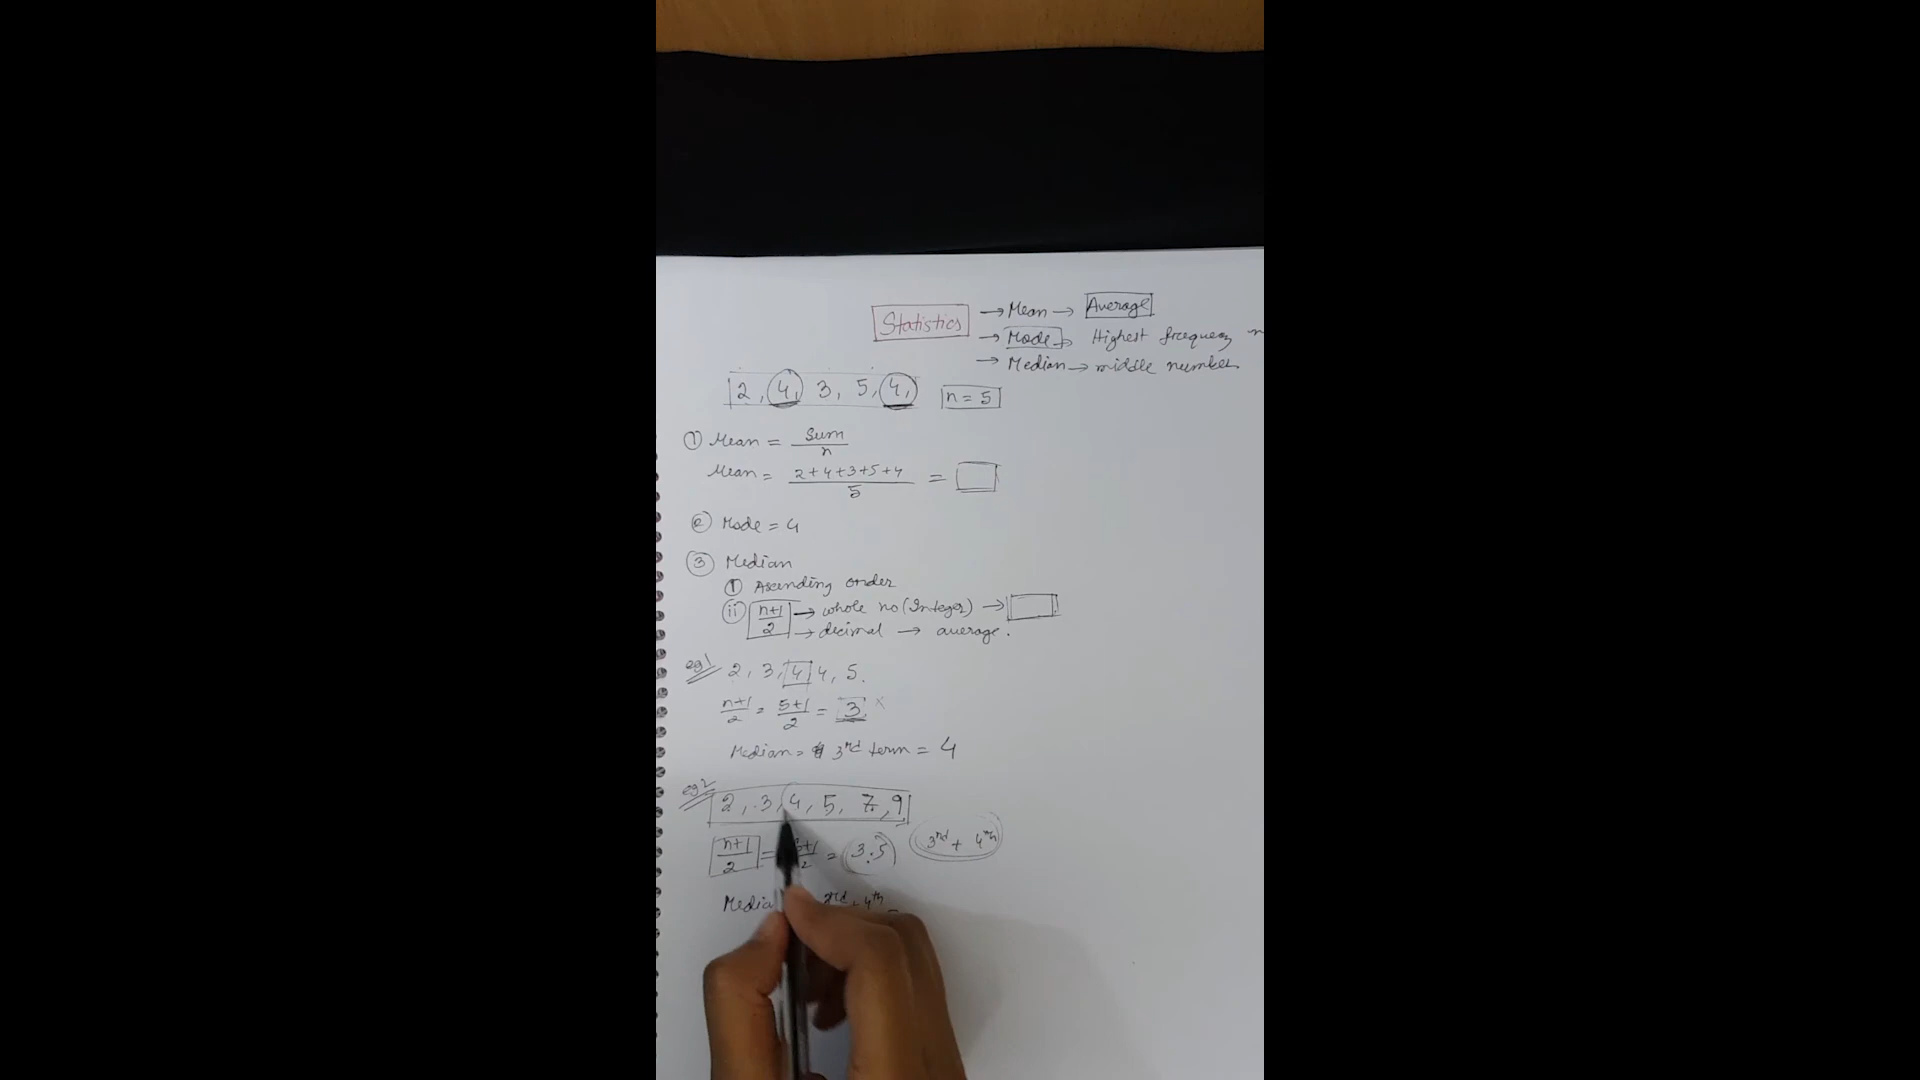 Statistics → Mean → Average
→ Mode → Highest frequency
→ Median → middle number
2, 4, 3, 5, 4, n = 5
① Mean = Sum / n
Mean = 2+4+3+5+4 / 5 =
② Mode = 4
③ Median
① Ascending order
ii n+1 / 2 → whole no (Integer) →
→ decimal → average.
eg1 2, 3, 4 4, 5.
n+1 / 2 = 5+1 / 2 = 3 x
Median = 3rd term = 4
eg2 2, 3, 4, 5, 7, 9
n+1 / 2 = +1 / 2 = 3.5 3rd + 4th
+ 4th =